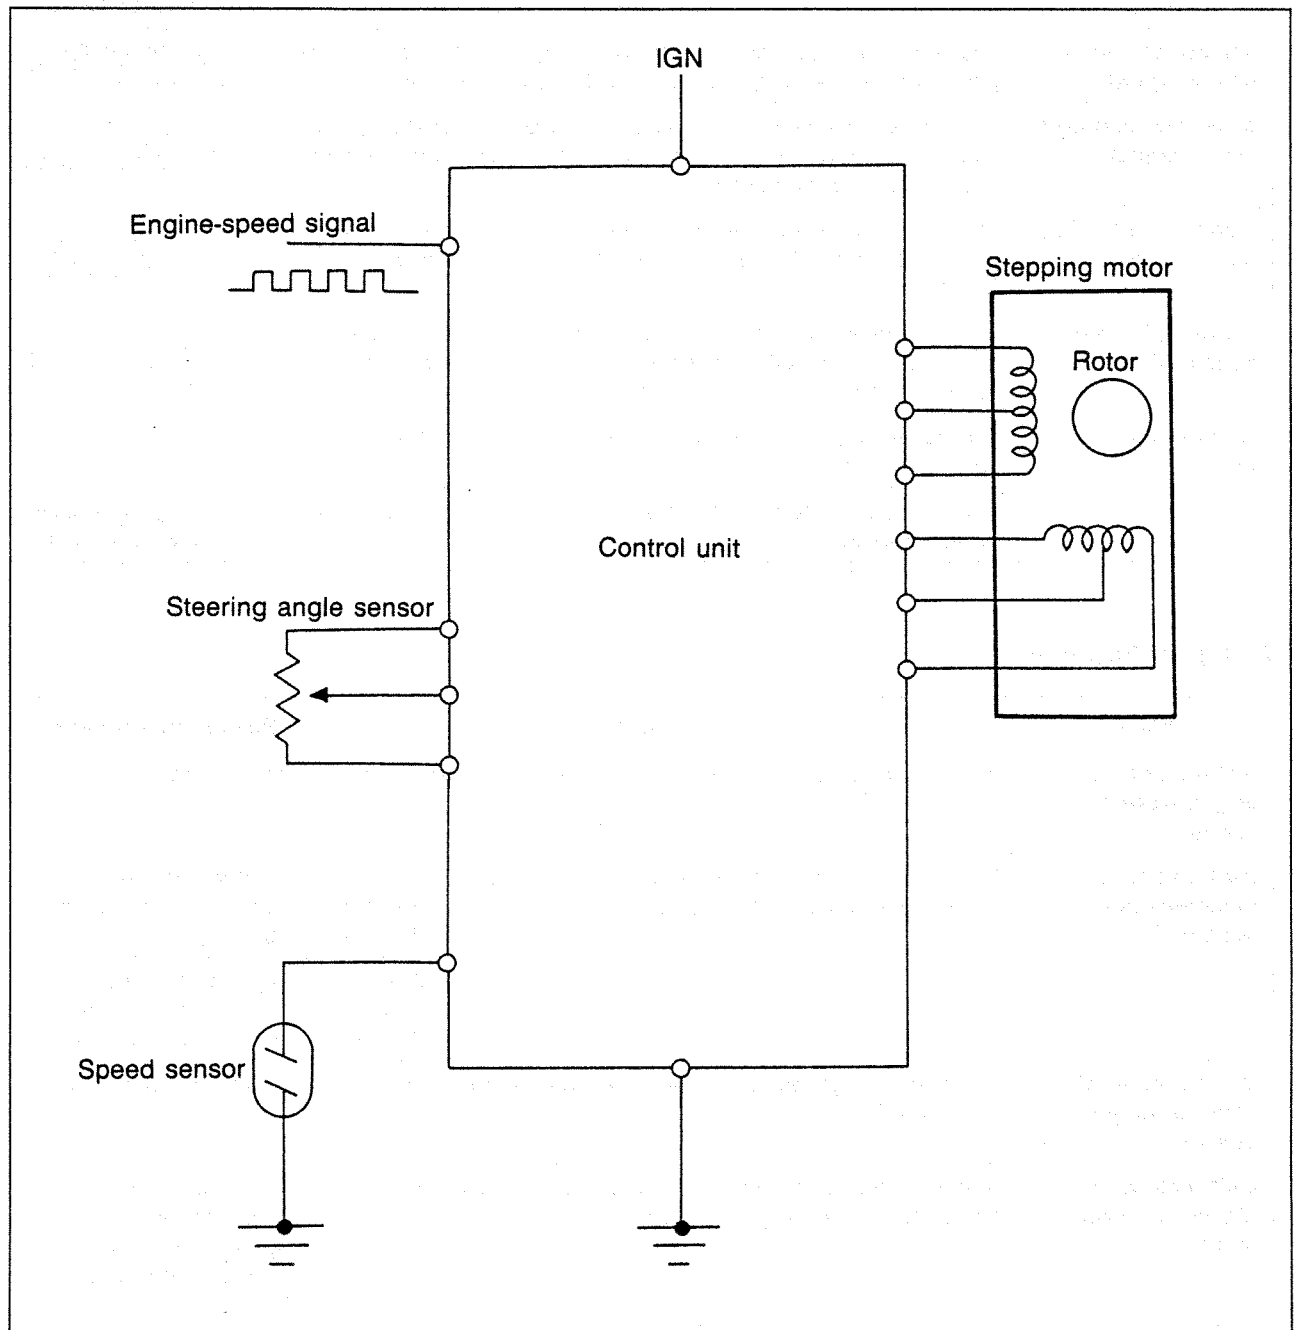 IGN
Engine-speed signal
Stepping motor
Rotor
Control unit
Steering angle sensor
Speed sensor